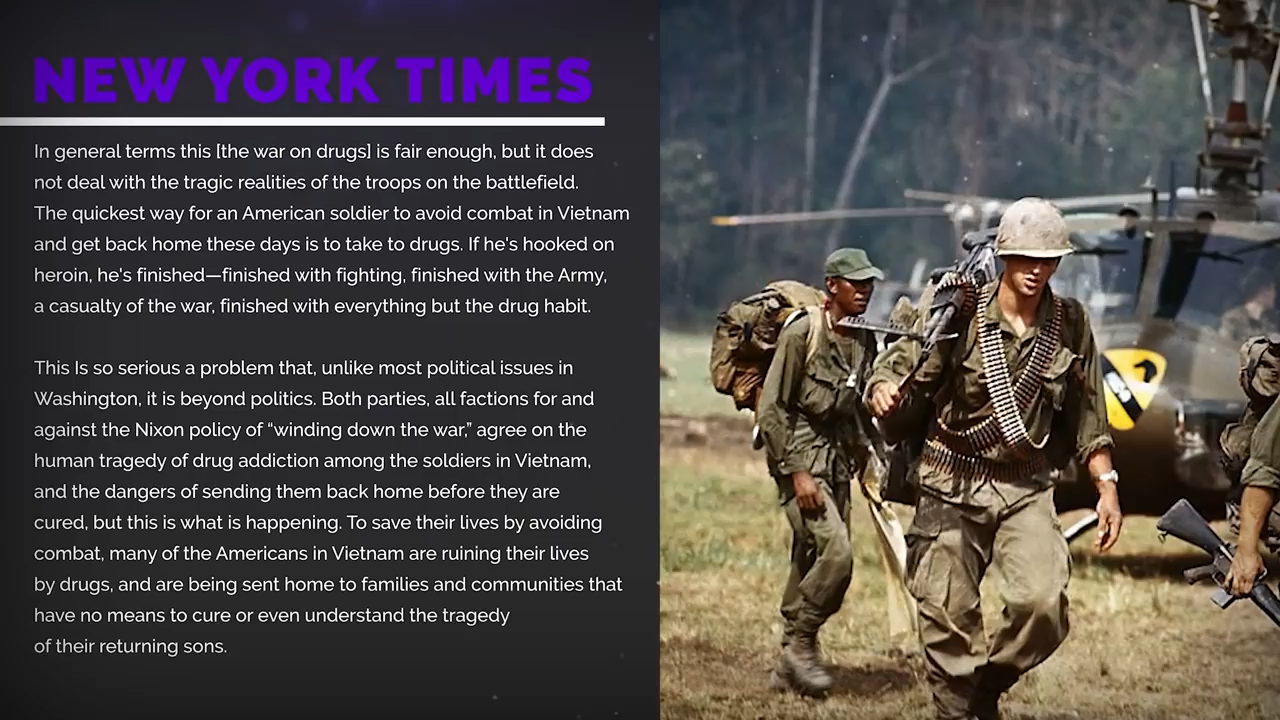 NEW YORK TIMES
In general terms this [the war on drugs] is fair enough, but it does
not deal with the tragic realities of the troops on the battlefield.
The quickest way for an American soldier to avoid combat in Vietnam
and get back home these days is to take to drugs. If he's hooked on
heroin, he's finished—finished with fighting, finished with the Army,
a casualty of the war, finished with everything but the drug habit.
This Is so serious a problem that, unlike most political issues in
Washington, it is beyond politics. Both parties, all factions for and
against the Nixon policy of “winding down the war,” agree on the
human tragedy of drug addiction among the soldiers in Vietnam,
and the dangers of sending them back home before they are
cured, but this is what is happening. To save their lives by avoiding
combat, many of the Americans in Vietnam are ruining their lives
by drugs, and are being sent home to families and communities that
have no means to cure or even understand the tragedy
of their returning sons.